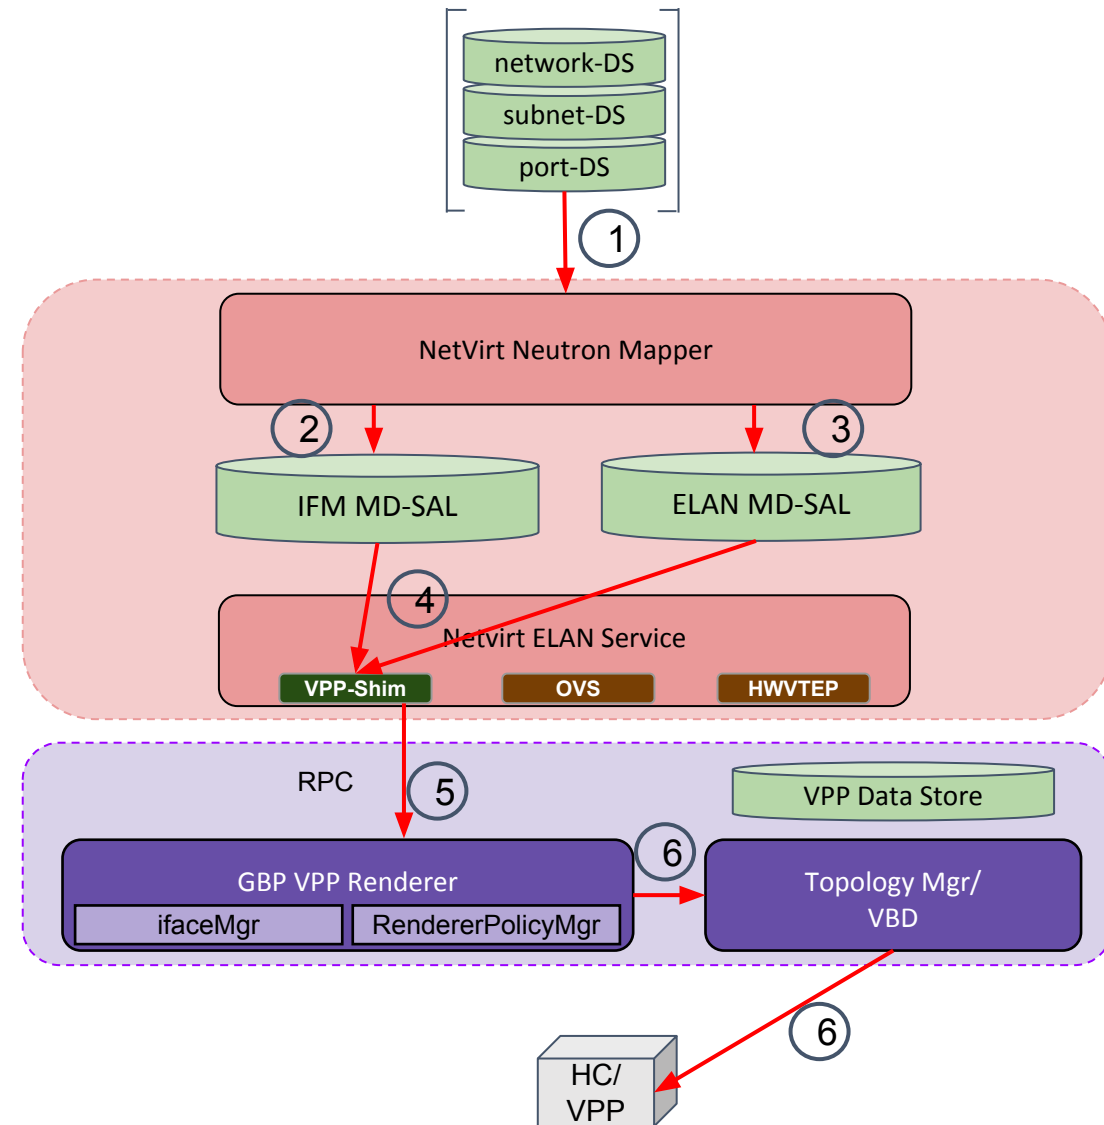 network-DS
subnet-DS
port-DS
1
NetVirt Neutron Mapper
2
3
IFM MD-SAL
ELAN MD-SAL
4
Netvirt ELAN Service
VPP-Shim
OVS
HWVTEP
RPC
5
VPP Data Store
6
GBP VPP Renderer
Topology Mgr/
VBD
ifaceMgr
RendererPolicyMgr
6
HC/
VPP